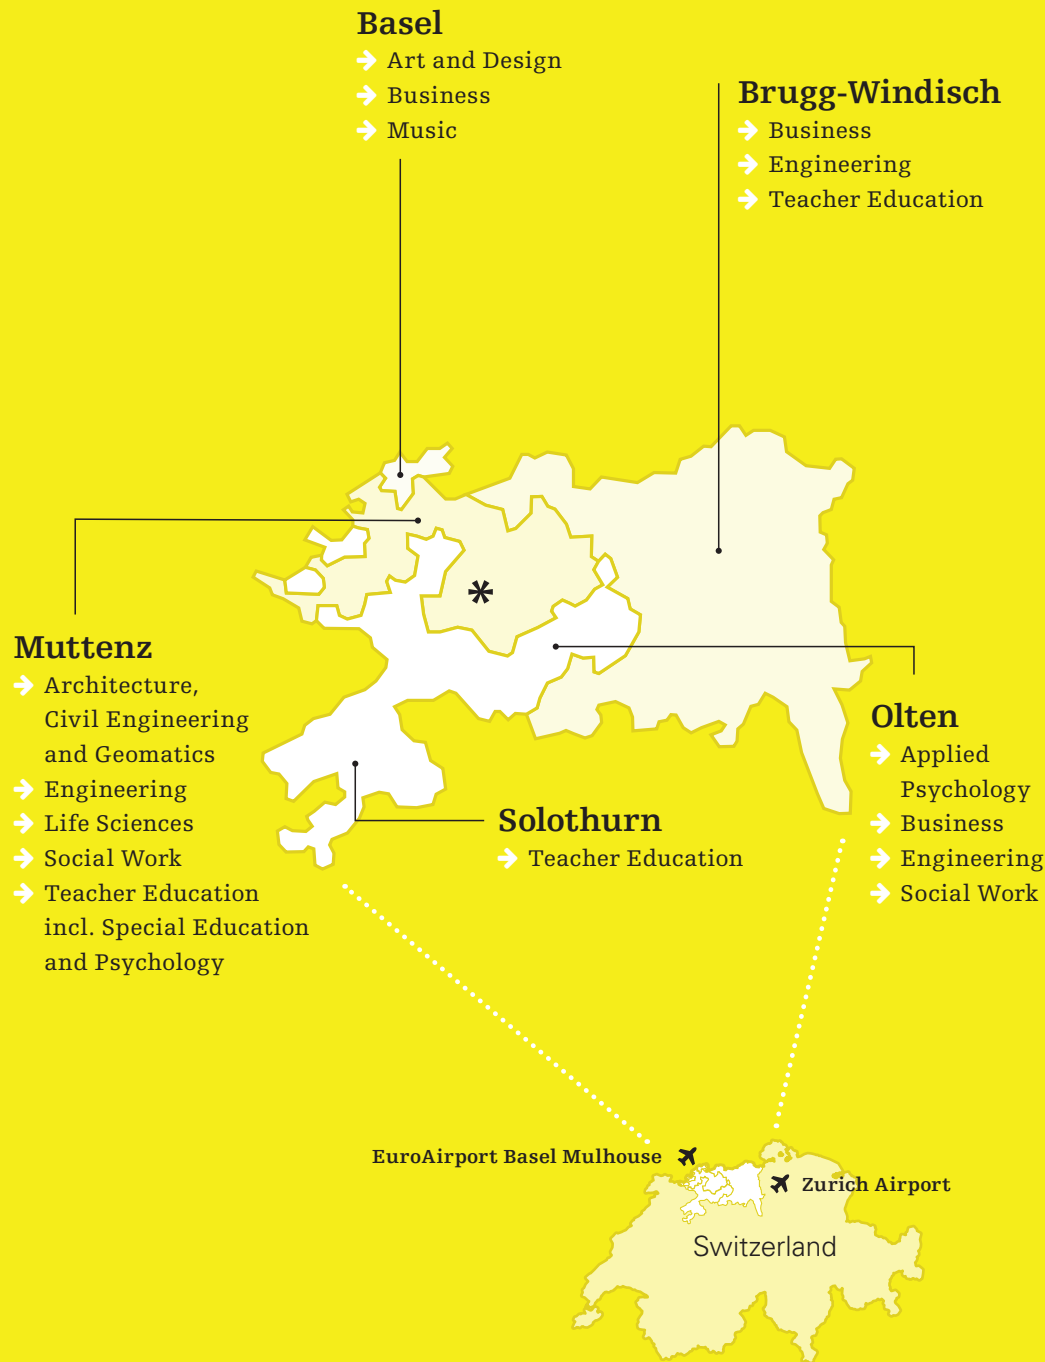 Basel
→ Art and Design
→ Business
→ Music
Brugg-Windisch
→ Business
→ Engineering
→ Teacher Education
*
Muttenz
→ Architecture,
Civil Engineering
and Geomatics
→ Engineering
→ Life Sciences
→ Social Work
→ Teacher Education
incl. Special Education
and Psychology
Solothurn
→ Teacher Education
Olten
→ Applied
Psychology
→ Business
→ Engineering
→ Social Work
EuroAirport Basel Mulhouse
Zurich Airport
Switzerland